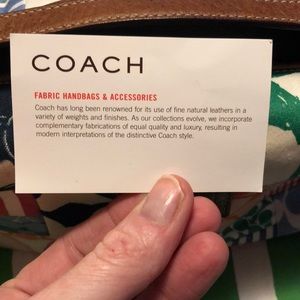 COACH
FABRIC HANDBAGS & ACCESSORIES
Coach has long been renowned for its use of fine natural leathers in a
variety of weights and finishes. As our collections evolve, we incorporate
complementary fabrications of equal quality and luxury, resulting in
modern interpretations of the distinctive Coach style.